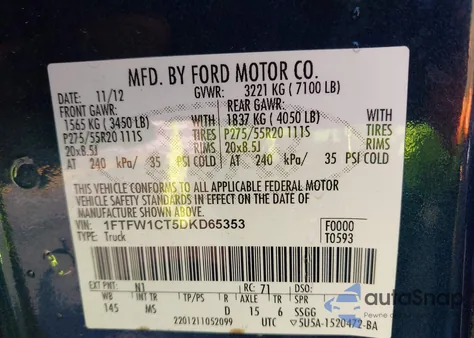 MFD. BY FORD MOTOR CO.
DATE: 11/12 GVWR: 3221 KG ( 7100 LB)
FRONT GAWR: REAR GAWR:
1565 KG ( 3450 LB) 1837 KG ( 4050 LB) WITH
P275/55R20 111S TIRES P275/55R20 111S TIRES
20x8.5J RIMS 20x8.5J RIMS
AT 240 kPa/ 35 PSI COLD AT 240 kPa/ 35 PSI COLD
THIS VEHICLE CONFORMS TO ALL APPLICABLE FEDERAL MOTOR
VEHICLE SAFETY STANDARDS IN EFFECT ON THE DATE OF
MANUFACTURE SHOWN ABOVE.
VIN: 1FTFW1CT5DKD65353 F0000
TYPE: Truck T0593
EXT PNT: N1 RC: 71 DSO:
WB INT TR TP/PS R AXLE TR SPR
145 MS D 15 6 SSGG
2201211052099 UTC 5U5A-1520472-BA
autoSnap